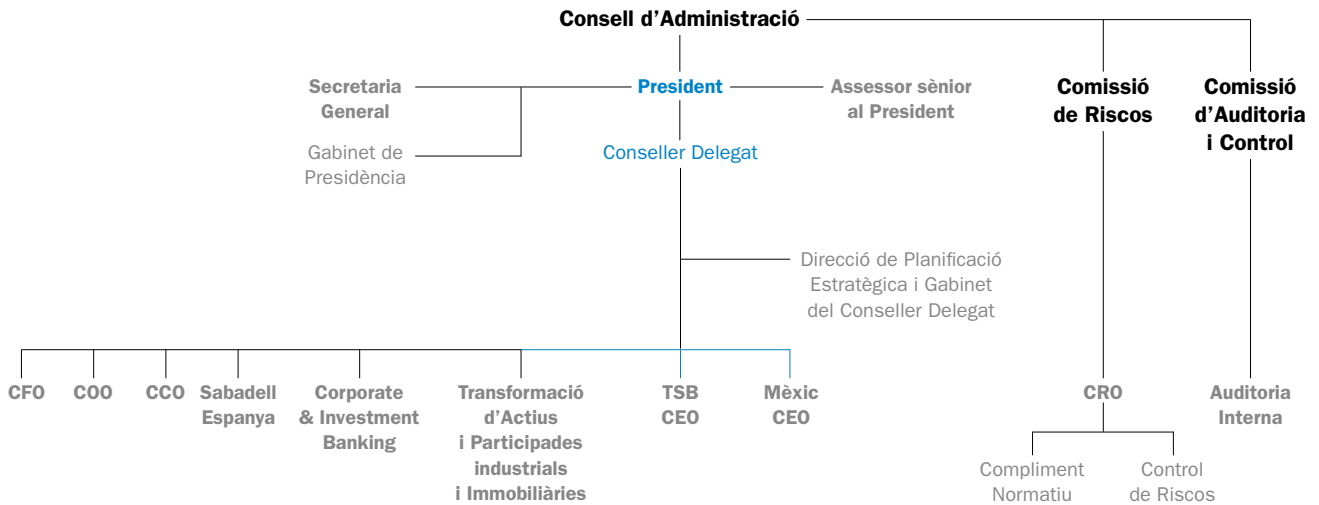 Consell d’Administració
Secretaria
General
President
Assessor sènior
al President
Comissió
de Riscos
Comissió
d’Auditoria
i Control
Gabinet de
Presidència
Conseller Delegat
Direcció de Planificació
Estratègica i Gabinet
del Conseller Delegat
CFO
COO
CCO
Sabadell
Espanya
Corporate
& Investment
Banking
Transformació
d’Actius
i Participades
industrials
i Immobiliàries
TSB
CEO
Mèxic
CEO
CRO
Auditoria
Interna
Compliment
Normatiu
Control
de Riscos